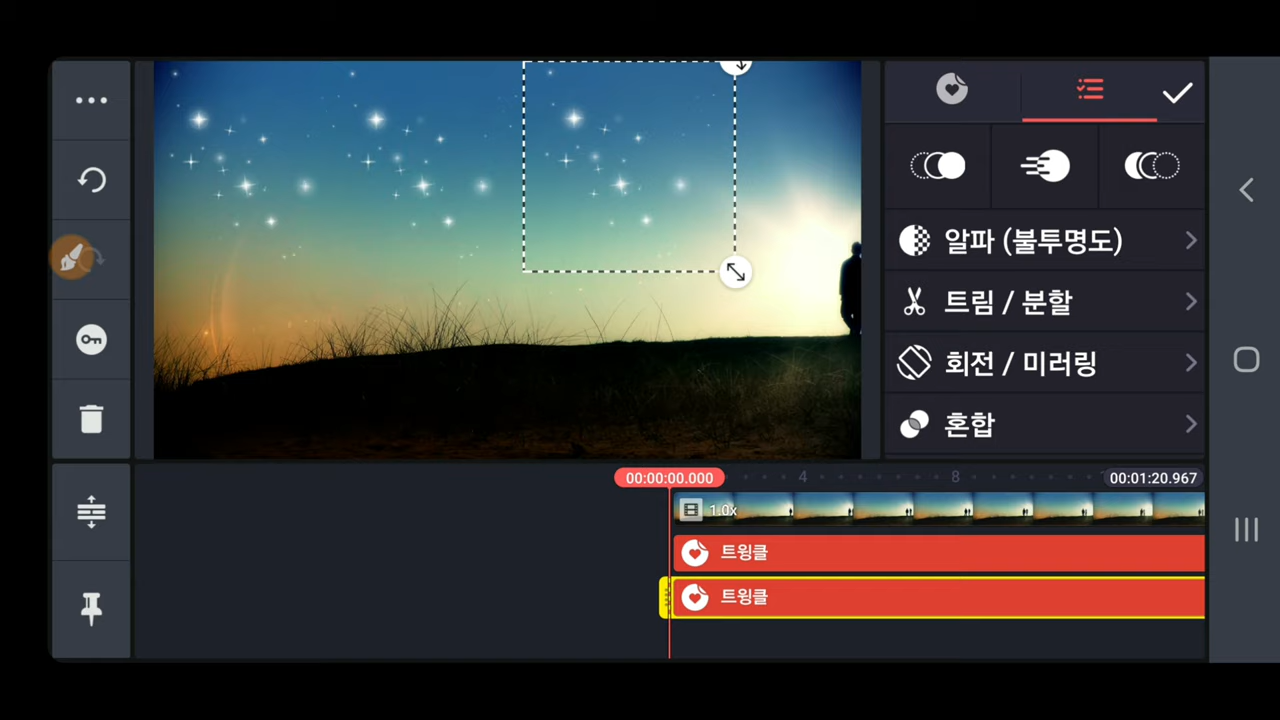 알파 (불투명도)
트림 / 분할
회전 / 미러링
혼합
00:00:00.000
4
8
00:01:20.967
1.0x
트윙클
트윙클